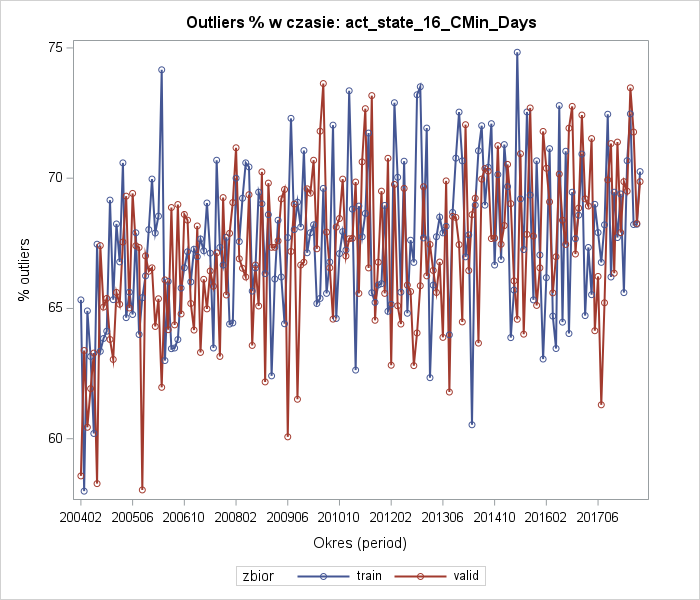 Outliers % w czasie: act_state_16_CMin_Days
75
70
65
60
% outliers
200402 200506 200610 200802 200906 201010 201202 201306 201410 201602 201706
Okres (period)
zbior train valid